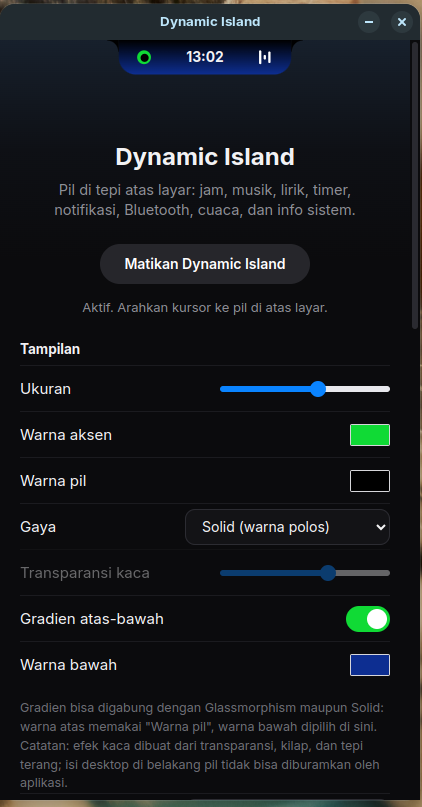 Dynamic Island
13:02
Dynamic Island
Pil di tepi atas layar: jam, musik, lirik, timer,
notifikasi, Bluetooth, cuaca, dan info sistem.
Matikan Dynamic Island
Aktif. Arahkan kursor ke pil di atas layar.
Tampilan
Ukuran
Warna aksen
Warna pil
Gaya
Solid (warna polos)
Transparansi kaca
Gradien atas-bawah
Warna bawah
Gradien bisa digabung dengan Glassmorphism maupun Solid:
warna atas memakai "Warna pil", warna bawah dipilih di sini.
Catatan: efek kaca dibuat dari transparansi, kilap, dan tepi
terang; isi desktop di belakang pil tidak bisa diburamkan oleh
aplikasi.